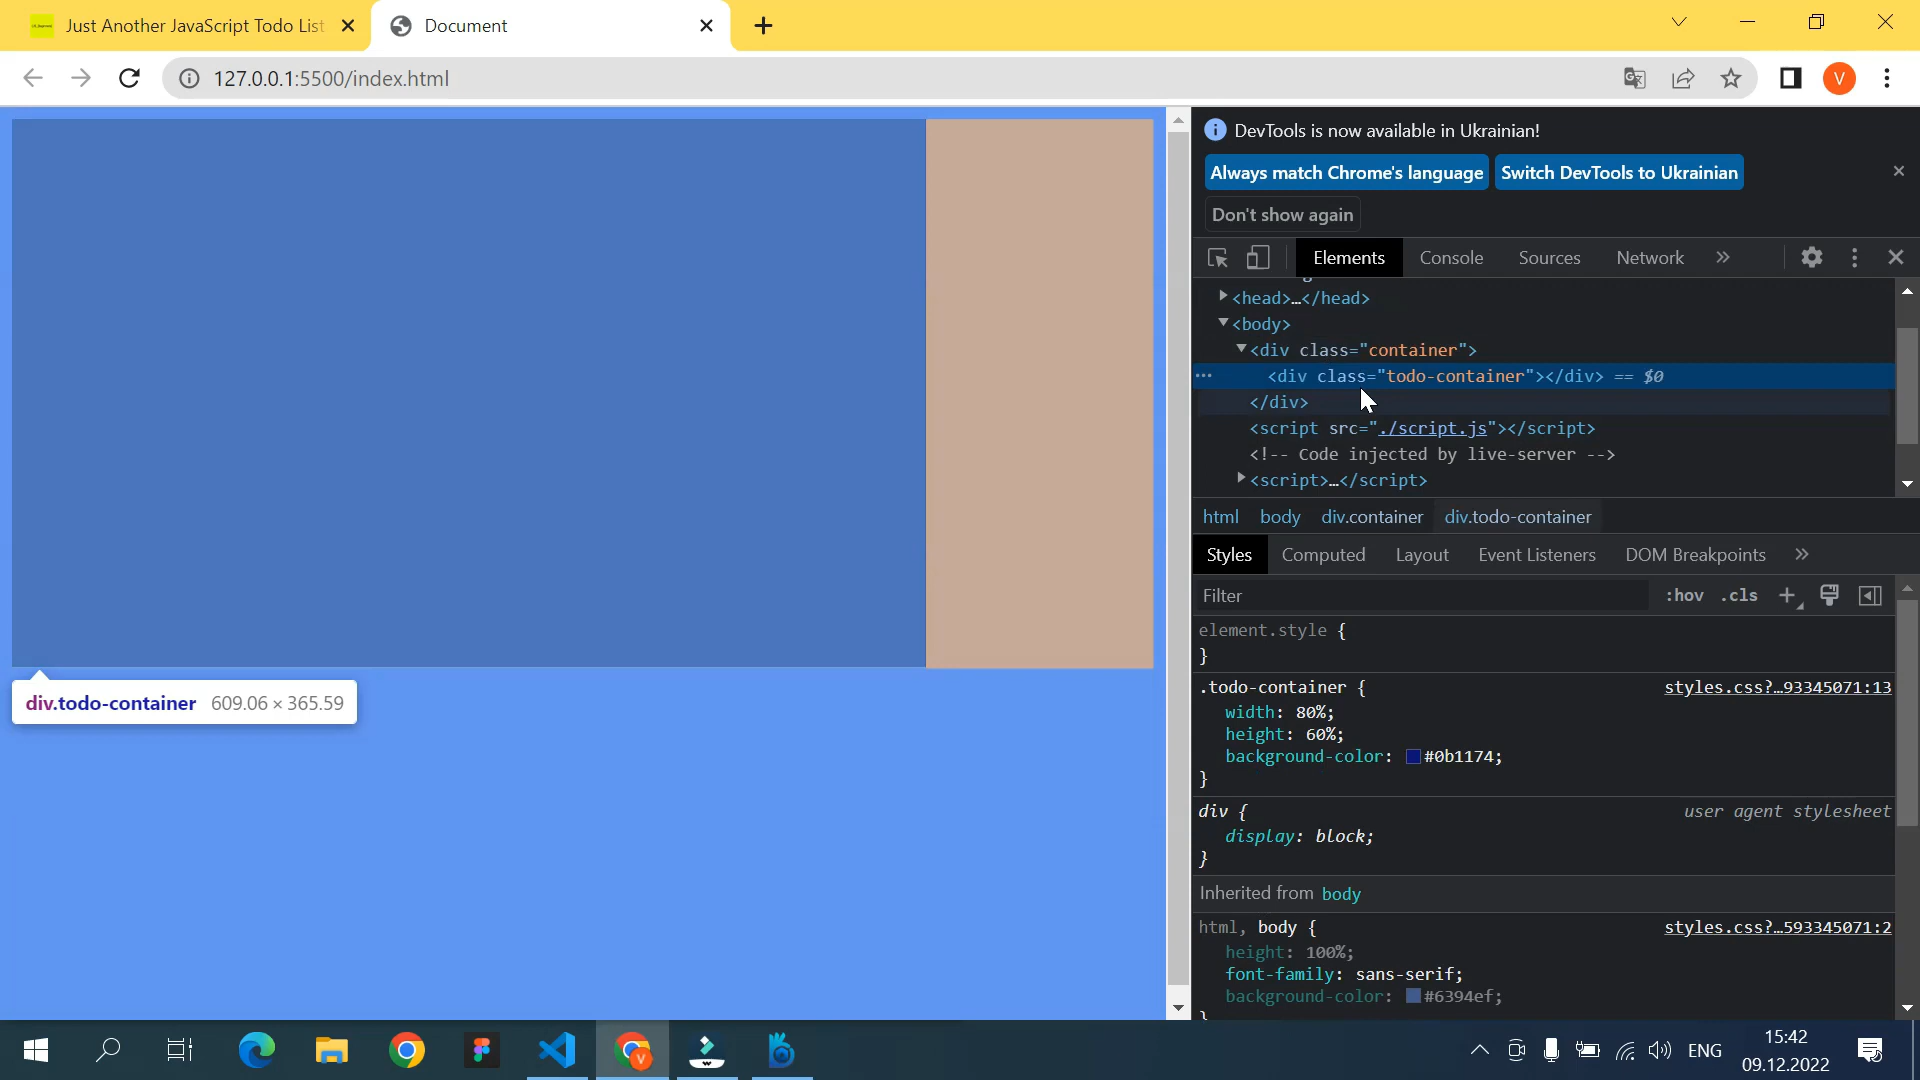 Just Another JavaScript Todo List
Document
127.0.0.1:5500/index.html
V
DevTools is now available in Ukrainian!
Always match Chrome's language
Switch DevTools to Ukrainian
Don't show again
Elements
Console
Sources
Network
<head>…</head>
<body>
<div class="container">
<div class="todo-container"></div> == $0
</div>
<script src="./script.js"></script>
<!-- Code injected by live-server -->
<script>…</script>
html
body
div.container
div.todo-container
Styles
Computed
Layout
Event Listeners
DOM Breakpoints
Filter
:hov
.cls
element.style {
}
.todo-container {
styles.css?…93345071:13
width: 80%;
height: 60%;
background-color: #0b1174;
}
div {
user agent stylesheet
display: block;
}
Inherited from body
html, body {
styles.css?…593345071:2
height: 100%;
font-family: sans-serif;
background-color: #6394ef;
}
div.todo-container 609.06 × 365.59
V
ENG
15:42
09.12.2022